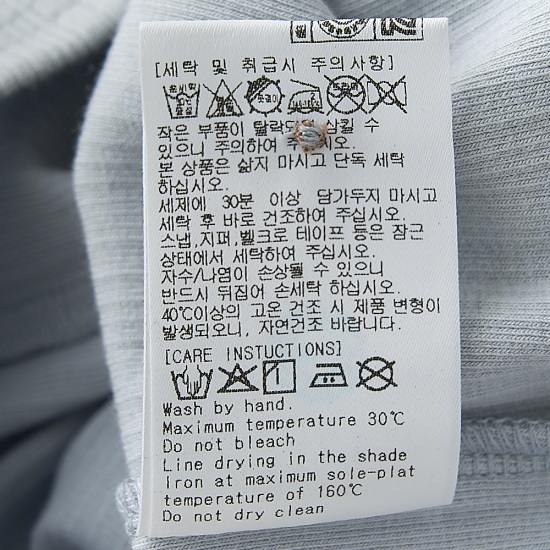 [세탁 및 취급시 주의사항]
작은 부품이 탈락되 삼킬 수
있으니 주의하여 주 시오.
본 상품은 삶지 마시고 단독 세탁
하십시오.
세제에 30분 이상 담가두지 마시고
세탁 후 바로 건조하여 주십시오.
스냅,지퍼,벨크로 테이프 등은 잠근
상태에서 세탁하여 주십시오.
자수/나염이 손상될 수 있으니
반드시 뒤집어 손세탁 하십시오.
40℃이상의 고온 건조 시 제품 변형이
발생되오니, 자연건조 바랍니다.
[CARE INSTUCTIONS]
Wash by hand.
Maximum temperature 30℃
Do not bleach
Line drying in the shade
iron at maximum sole-plat
temperature of 160℃
Do not dry clean